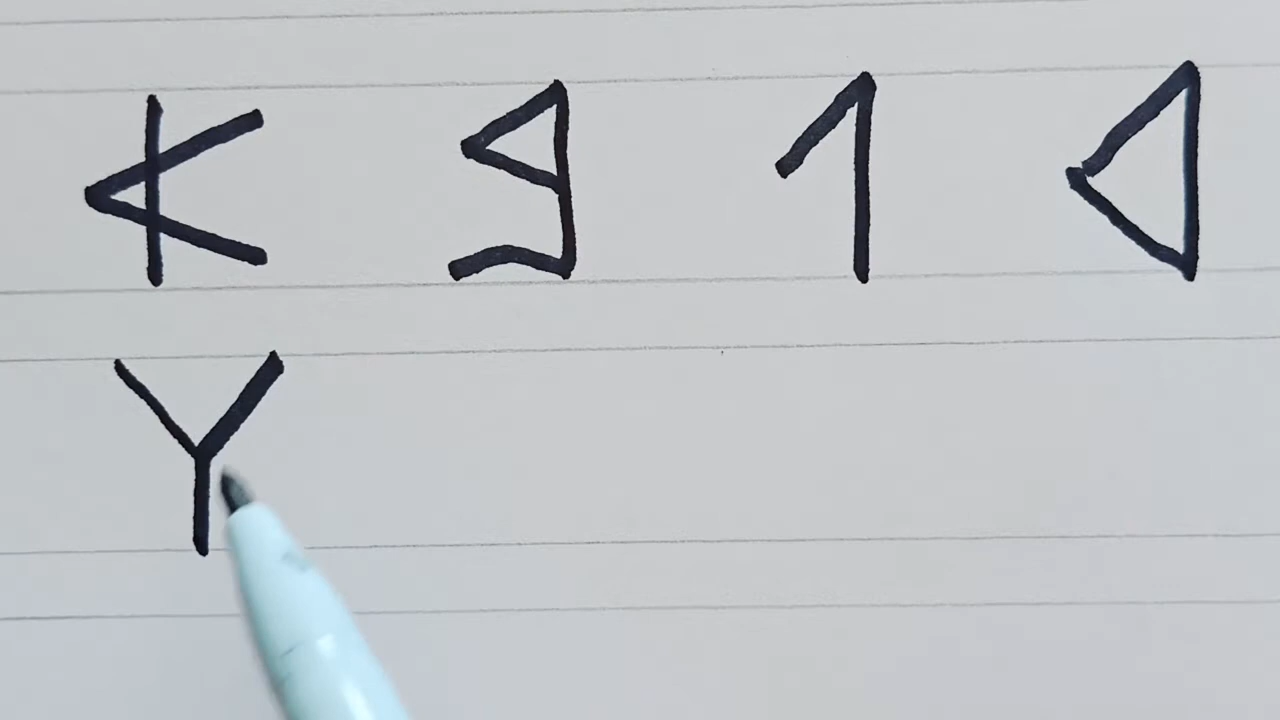 𐤀 𐤁 𐤂 𐤃
𐤅